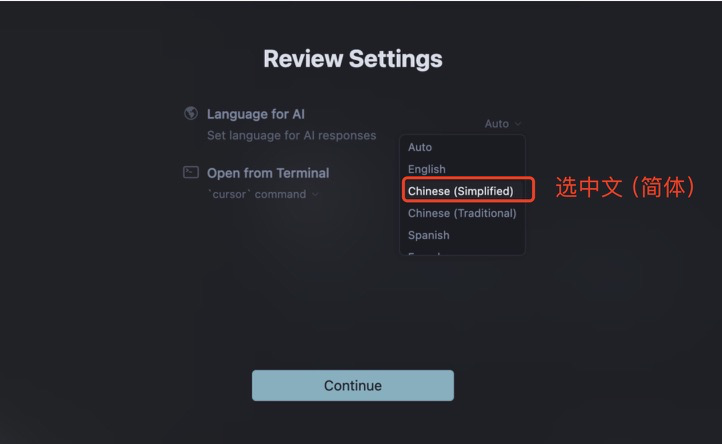 Review Settings
Language for AI
Set language for AI responses
Auto
Auto
English
Chinese (Simplified)
选中文 (简体)
Chinese (Traditional)
Spanish
Open from Terminal
`cursor` command
Continue